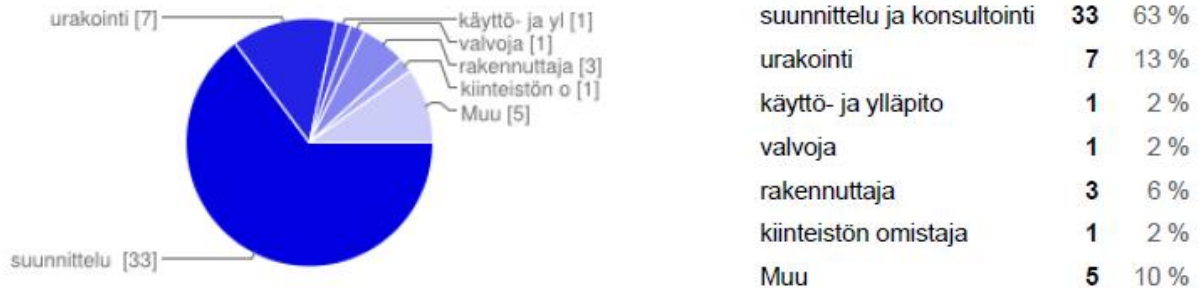 urakointi [7]
käyttö- ja yl [1]
valvoja [1]
rakennuttaja [3]
kiinteistön o [1]
Muu [5]
suunnittelu [33]
suunnittelu ja konsultointi 33 63 %
urakointi 7 13 %
käyttö- ja ylläpito 1 2 %
valvoja 1 2 %
rakennuttaja 3 6 %
kiinteistön omistaja 1 2 %
Muu 5 10 %